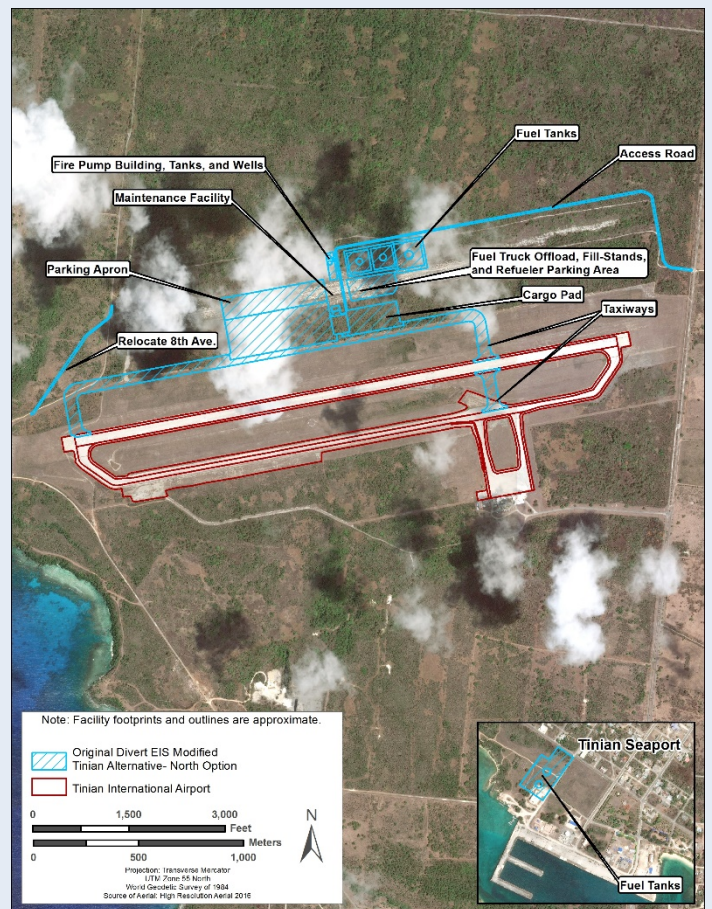 Fuel Tanks
Access Road
Fire Pump Building, Tanks, and Wells
Maintenance Facility
Fuel Truck Offload, Fill-Stands,
and Refueler Parking Area
Parking Apron
Cargo Pad
Taxiways
Relocate 8th Ave.
Note: Facility footprints and outlines are approximate.
Original Divert EIS Modified
Tinian Alternative- North Option
Tinian International Airport
0 1,500 3,000
Feet
Meters
0 500 1,000
N
Projection: Transverse Mercator
UTM Zone 55 North
World Geodetic Survey of 1984
Source of Aerial: High Resolution Aerial 2016
Tinian Seaport
Fuel Tanks